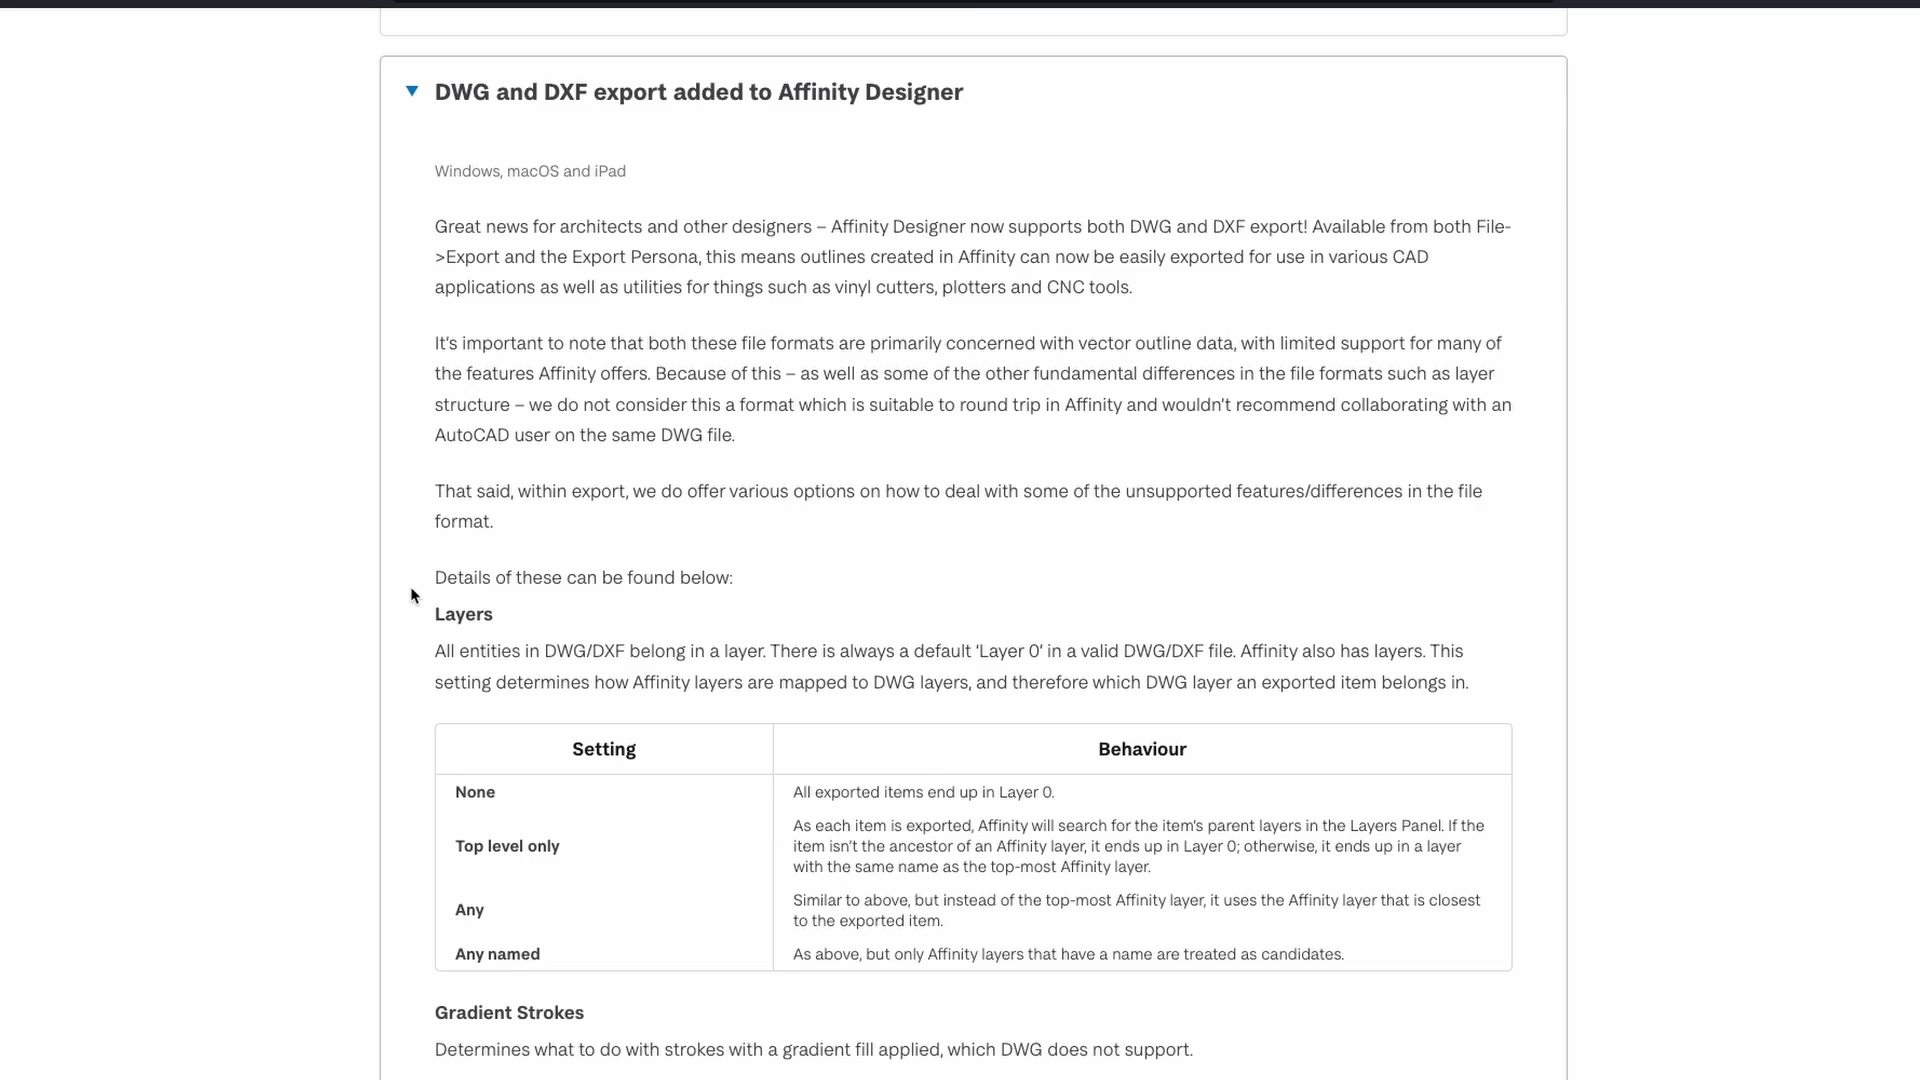 DWG and DXF export added to Affinity Designer
Windows, macOS and iPad
Great news for architects and other designers – Affinity Designer now supports both DWG and DXF export! Available from both File-
>Export and the Export Persona, this means outlines created in Affinity can now be easily exported for use in various CAD
applications as well as utilities for things such as vinyl cutters, plotters and CNC tools.
It's important to note that both these file formats are primarily concerned with vector outline data, with limited support for many of
the features Affinity offers. Because of this – as well as some of the other fundamental differences in the file formats such as layer
structure – we do not consider this a format which is suitable to round trip in Affinity and wouldn't recommend collaborating with an
AutoCAD user on the same DWG file.
That said, within export, we do offer various options on how to deal with some of the unsupported features/differences in the file
format.
Details of these can be found below:
Layers
All entities in DWG/DXF belong in a layer. There is always a default ‘Layer 0’ in a valid DWG/DXF file. Affinity also has layers. This
setting determines how Affinity layers are mapped to DWG layers, and therefore which DWG layer an exported item belongs in.
Setting Behaviour
None All exported items end up in Layer 0.
As each item is exported, Affinity will search for the item's parent layers in the Layers Panel. If the
Top level only item isn't the ancestor of an Affinity layer, it ends up in Layer 0; otherwise, it ends up in a layer
with the same name as the top-most Affinity layer.
Any Similar to above, but instead of the top-most Affinity layer, it uses the Affinity layer that is closest
to the exported item.
Any named As above, but only Affinity layers that have a name are treated as candidates.
Gradient Strokes
Determines what to do with strokes with a gradient fill applied, which DWG does not support.